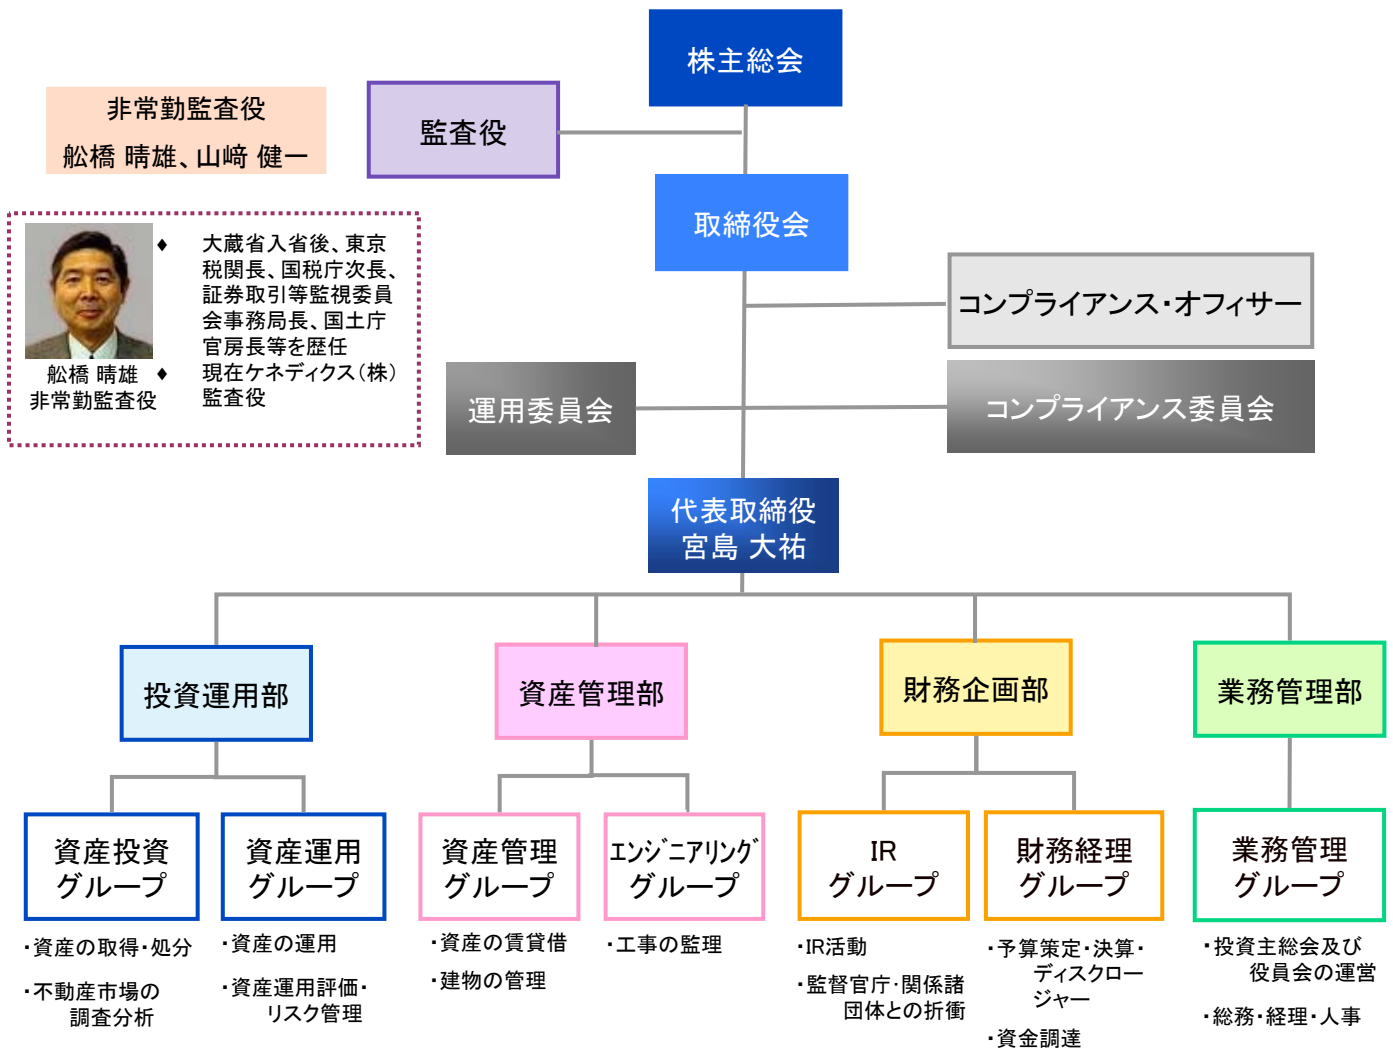 株主総会
非常勤監査役
舩橋 晴雄、山﨑 健一
監査役
取締役会
♦ 大蔵省入省後、東京
税関長、国税庁次長、
証券取引等監視委員
会事務局長、国土庁
官房長等を歴任
♦ 現在ケネディクス(株)
監査役
舩橋 晴雄
非常勤監査役
コンプライアンス・オフィサー
運用委員会
コンプライアンス委員会
代表取締役
宮島 大祐
投資運用部
資産管理部
財務企画部
業務管理部
資産投資
グループ
資産運用
グループ
資産管理
グループ
エンジニアリング
グループ
IR
グループ
財務経理
グループ
業務管理
グループ
・資産の取得・処分
・不動産市場の
調査分析
・資産の運用
・資産運用評価・
リスク管理
・資産の賃貸借
・建物の管理
・工事の監理
・IR活動
・監督官庁・関係諸
団体との折衝
・予算策定・決算・
ディスクロー
ジャー
・資金調達
・投資主総会及び
役員会の運営
・総務・経理・人事